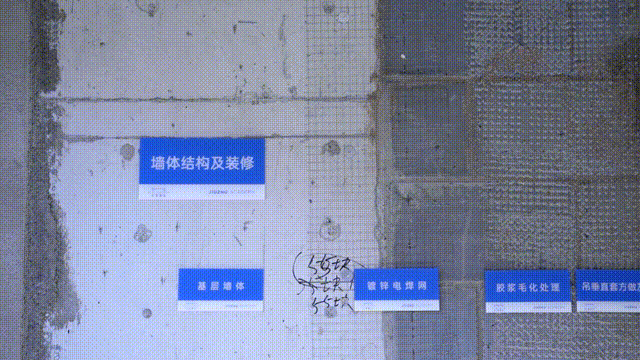 墙体结构及装修
基层墙体
镀锌电焊网
胶浆毛化处理
吊垂直套方做